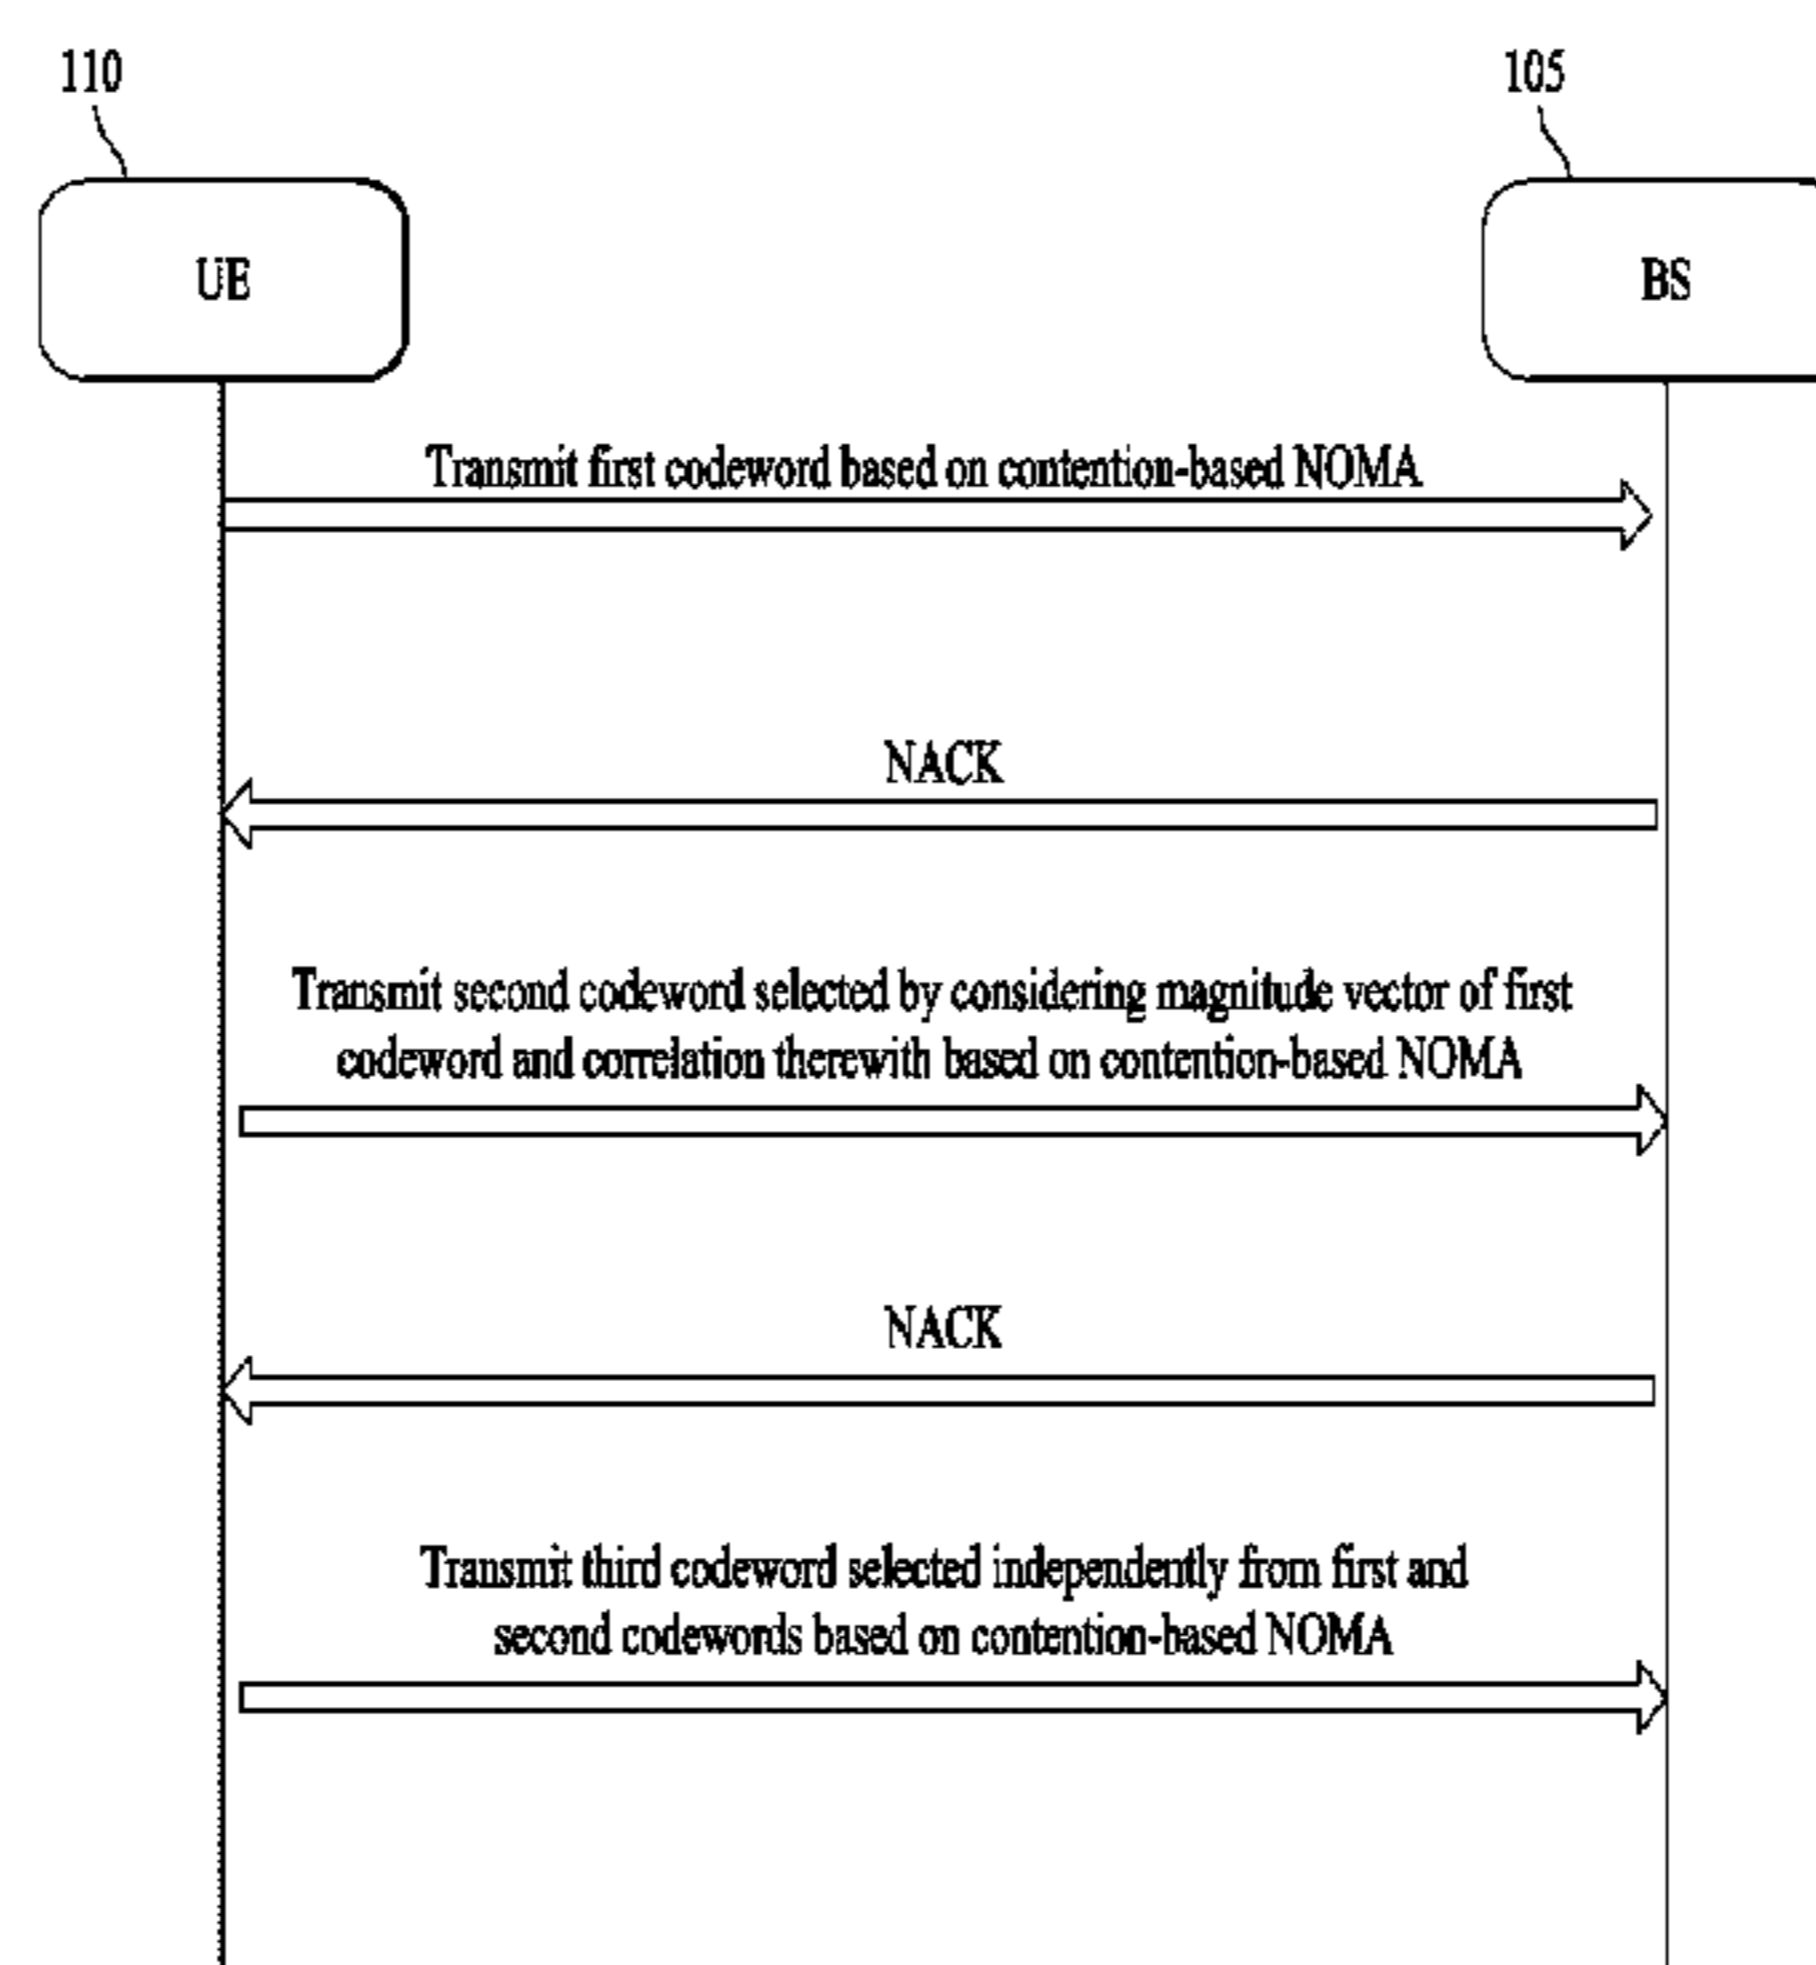 110
105
UE
BS
Transmit first codeword based on contention-based NOMA
NACK
Transmit second codeword selected by considering magnitude vector of first
codeword and correlation therewith based on contention-based NOMA
NACK
Transmit third codeword selected independently from first and
second codewords based on contention-based NOMA